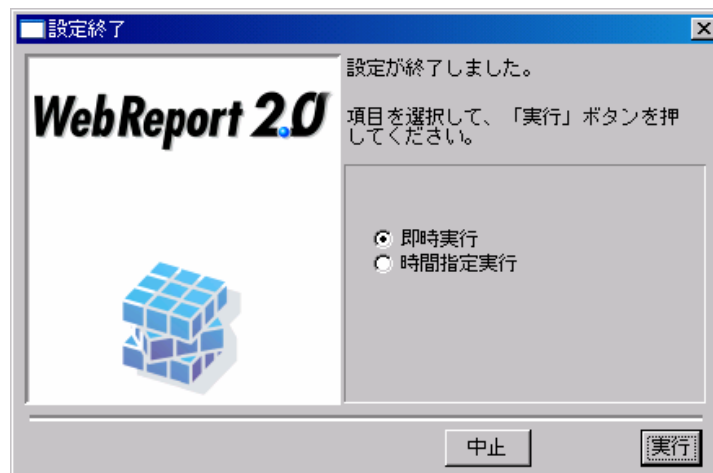 設定終了
WebReport 2.0
設定が終了しました。
項目を選択して、「実行」ボタンを押
してください。
即時実行
時間指定実行
中止
実行